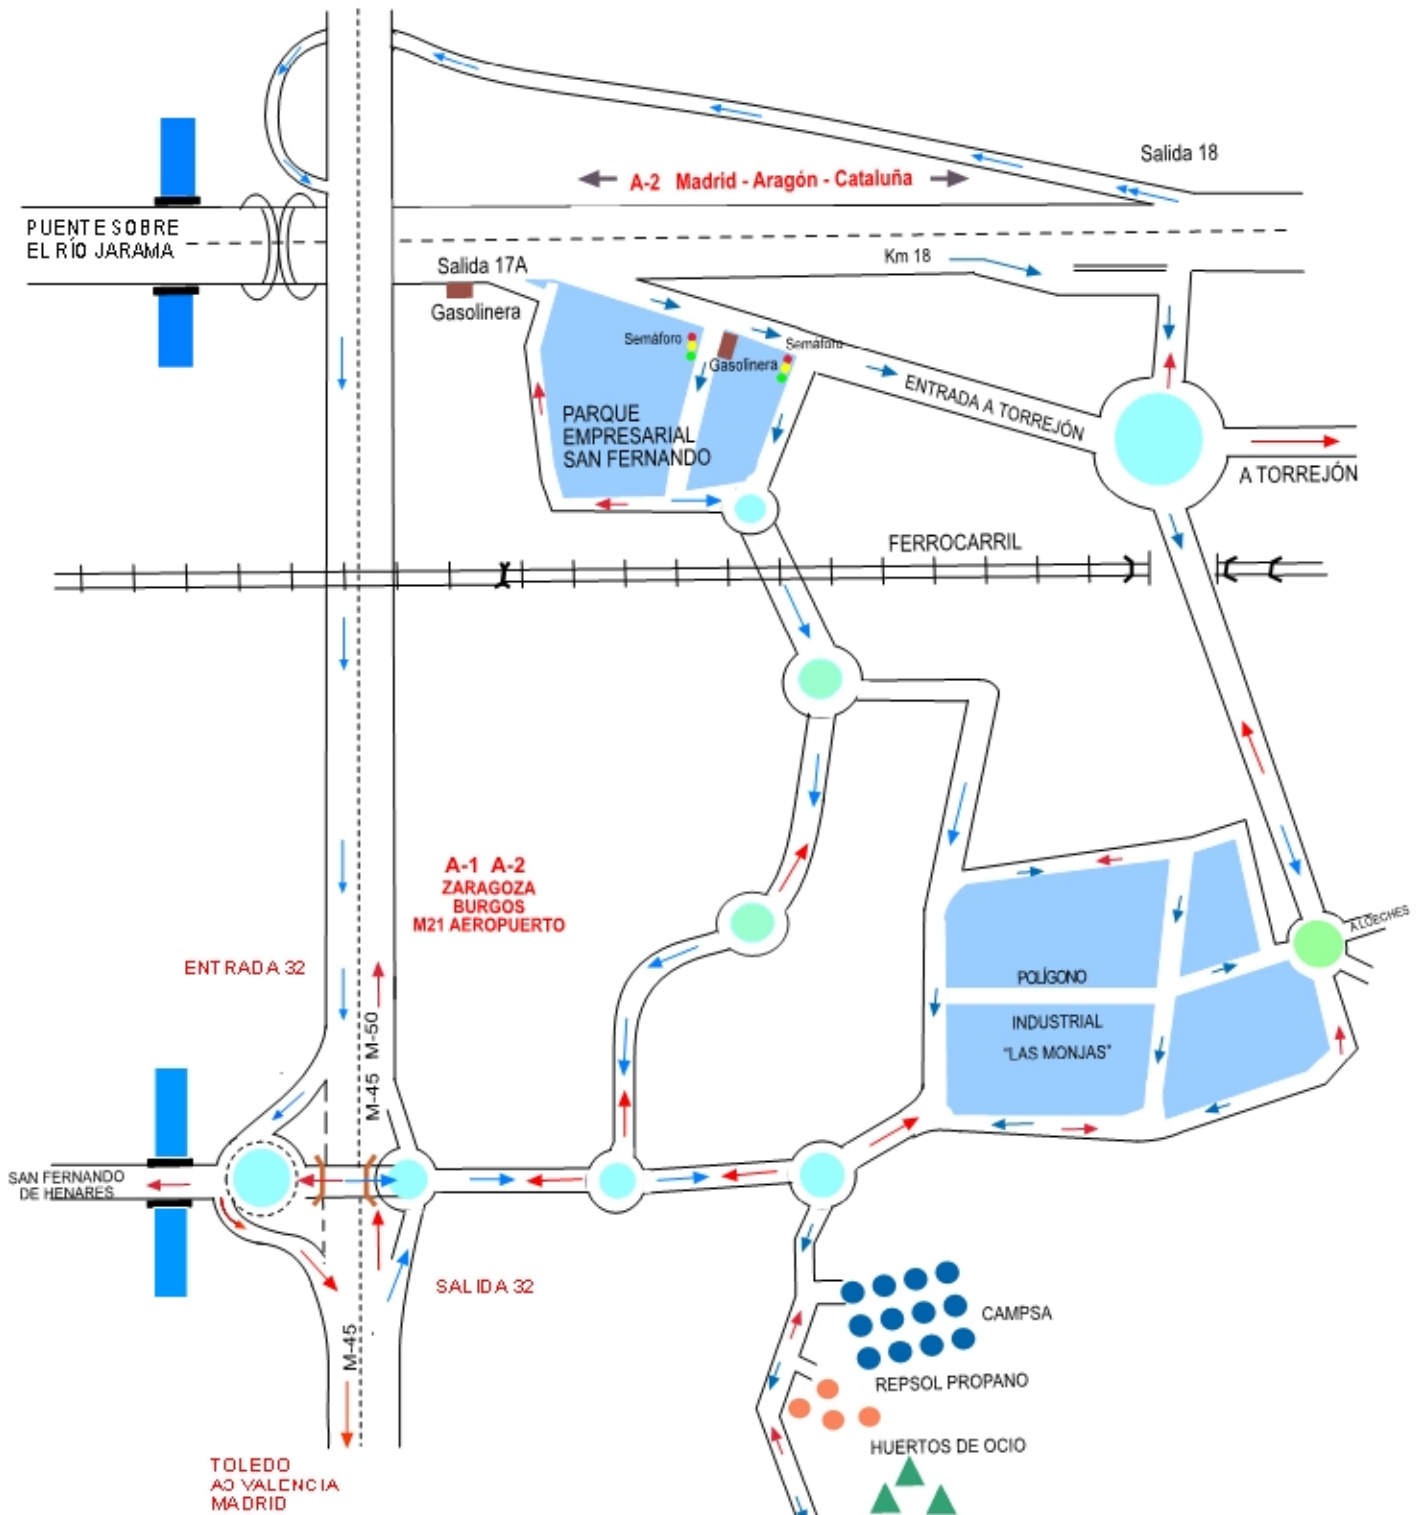 Salida 18
A-2 Madrid - Aragón - Cataluña
PUENTE SOBRE
EL RÍO JARAMA
Km 18
Salida 17A
Gasolinera
Semáforo
Semáforo
Gasolinera
ENTRADA A TORREJÓN
PARQUE
EMPRESARIAL
SAN FERNANDO
A TORREJÓN
FERROCARRIL
A-1 A-2
ZARAGOZA
BURGOS
M21 AEROPUERTO
A LOECHES
ENTRADA 32
POLÍGONO
INDUSTRIAL
"LAS MONJAS"
M-45 M-50
SAN FERNANDO
DE HENARES
SALIDA 32
CAMPSA
M-45
REPSOL PROPANO
HUERTOS DE OCIO
TOLEDO
A3 VALENCIA
MADRID